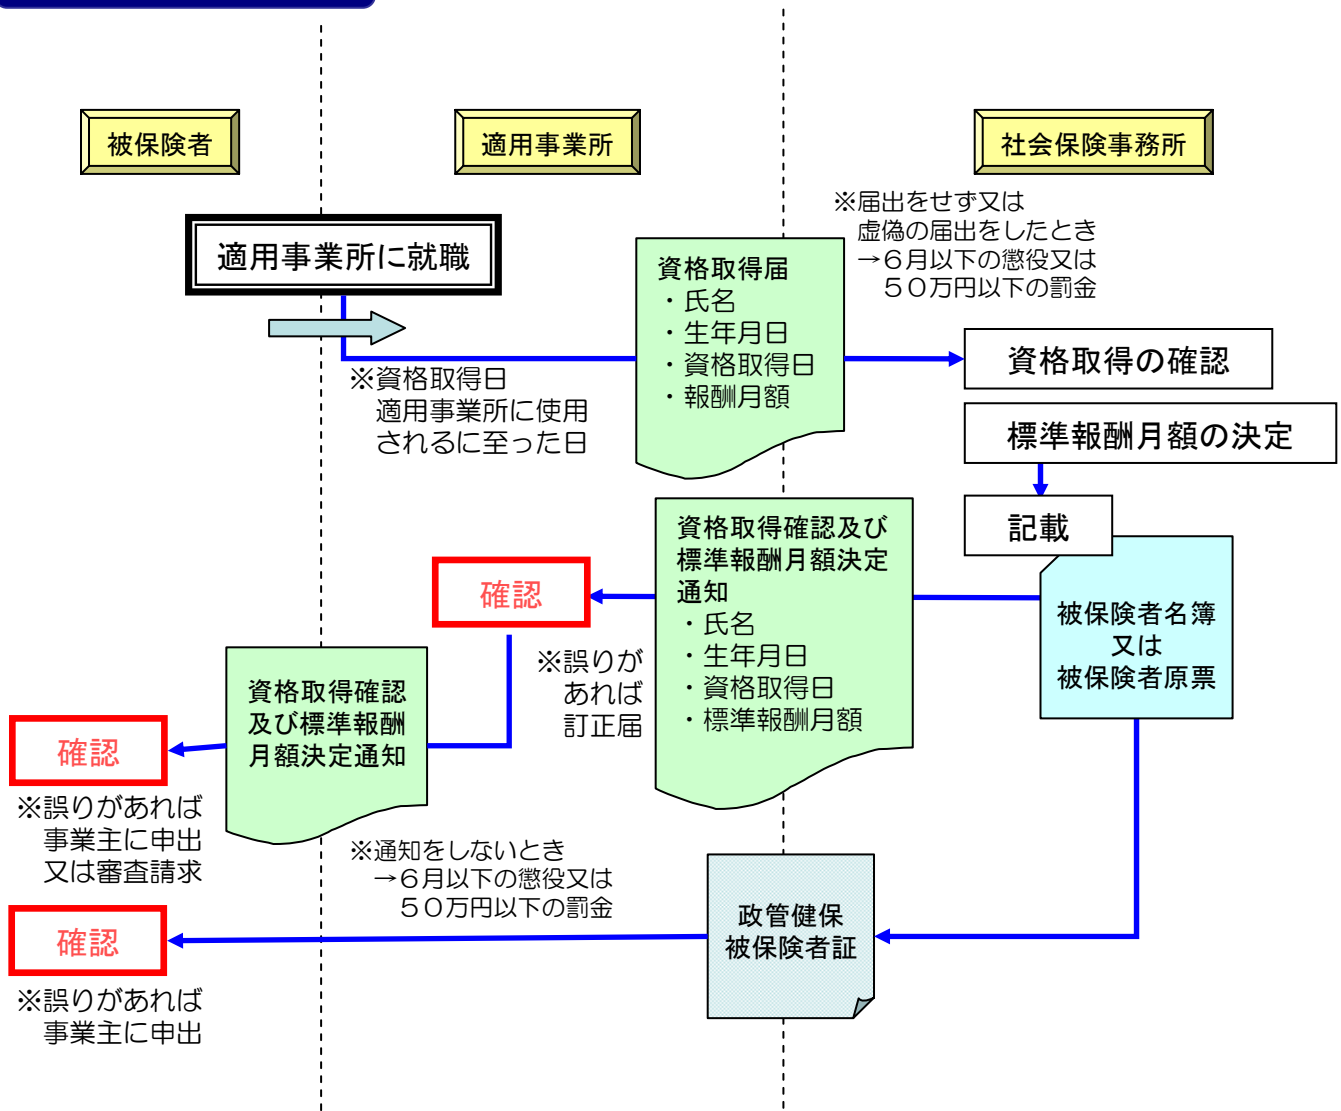 被保険者
適用事業所
社会保険事務所
適用事業所に就職
※資格取得日
適用事業所に使用
されるに至った日
資格取得届
・氏名
・生年月日
・資格取得日
・報酬月額
※届出をせず又は
虚偽の届出をしたとき
→６月以下の懲役又は
５０万円以下の罰金
資格取得の確認
標準報酬月額の決定
記載
被保険者名簿
又は
被保険者原票
資格取得確認及び
標準報酬月額決定
通知
・氏名
・生年月日
・資格取得日
・標準報酬月額
確認
※誤りが
あれば
訂正届
資格取得確認
及び標準報酬
月額決定通知
確認
※誤りがあれば
事業主に申出
又は審査請求
※通知をしないとき
→６月以下の懲役又は
５０万円以下の罰金
政管健保
被保険者証
確認
※誤りがあれば
事業主に申出